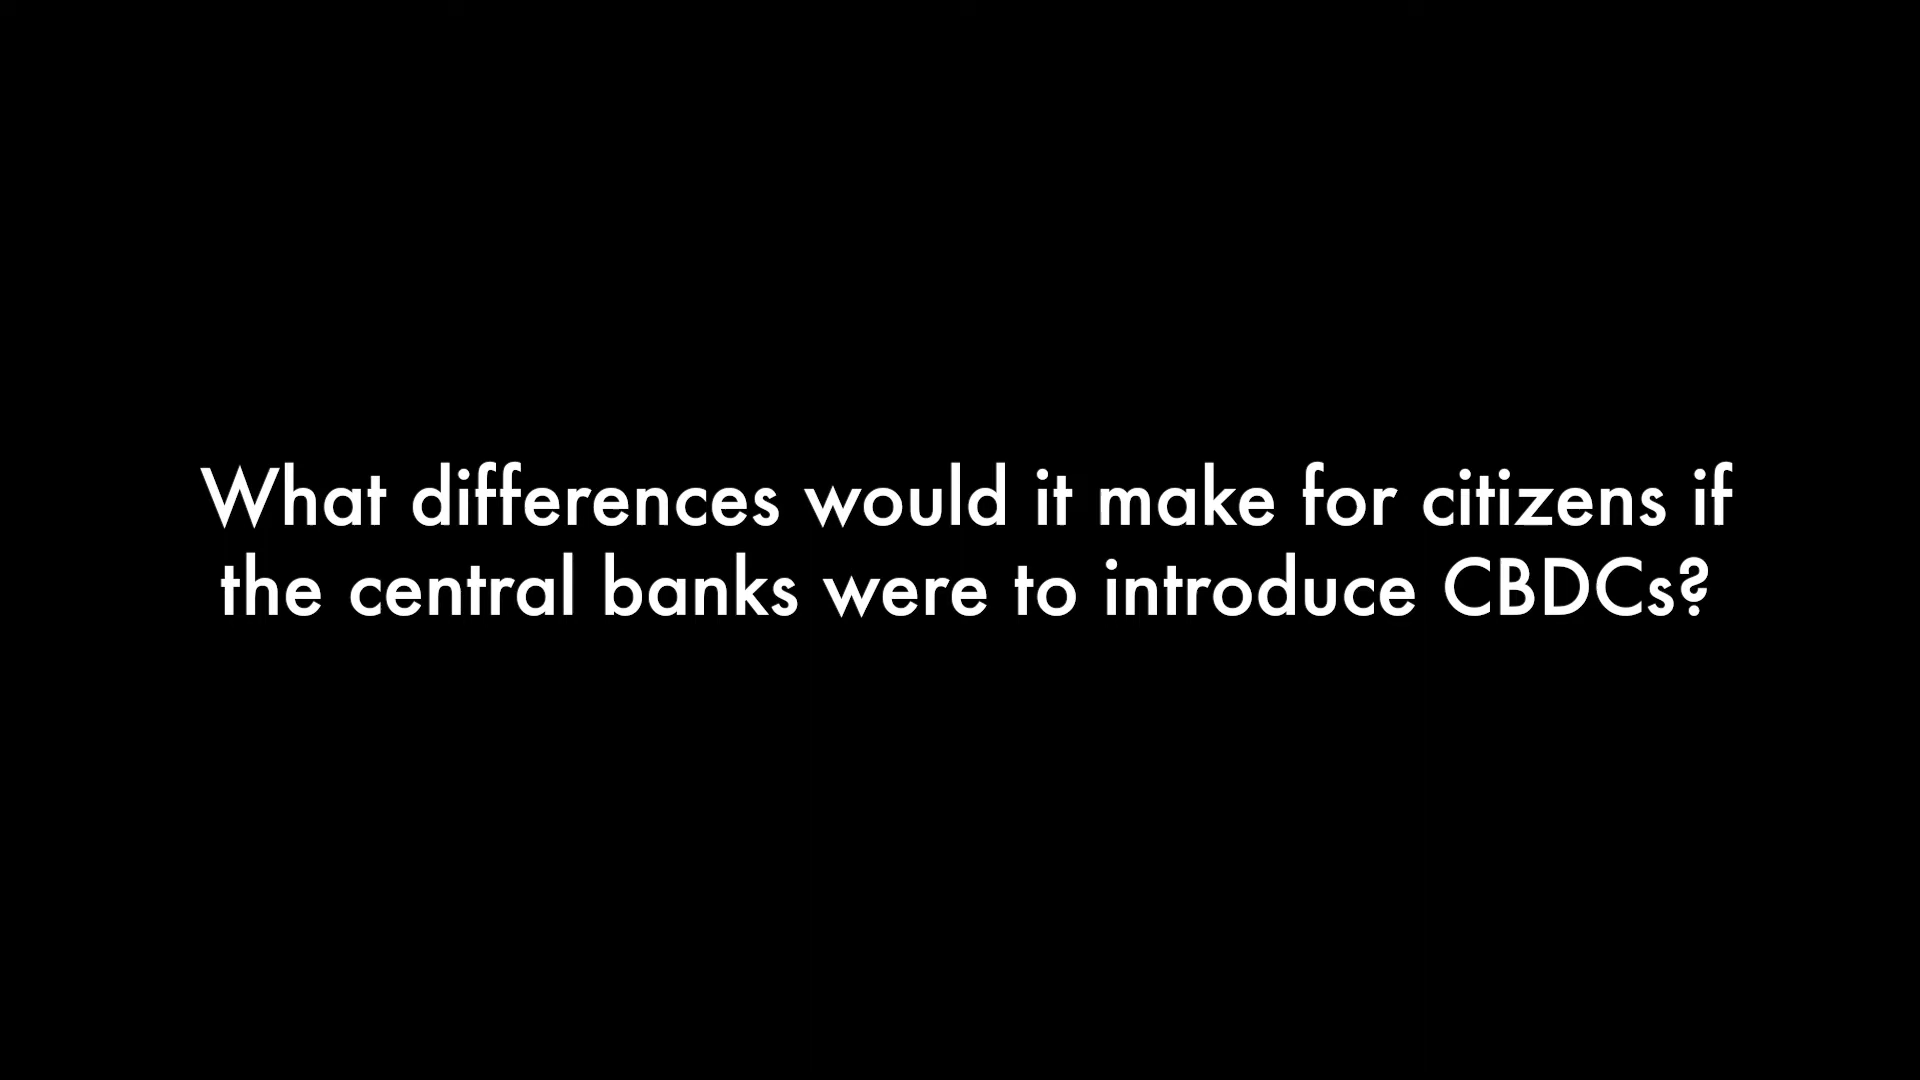 What differences would it make for citizens if
the central banks were to introduce CBDCs?